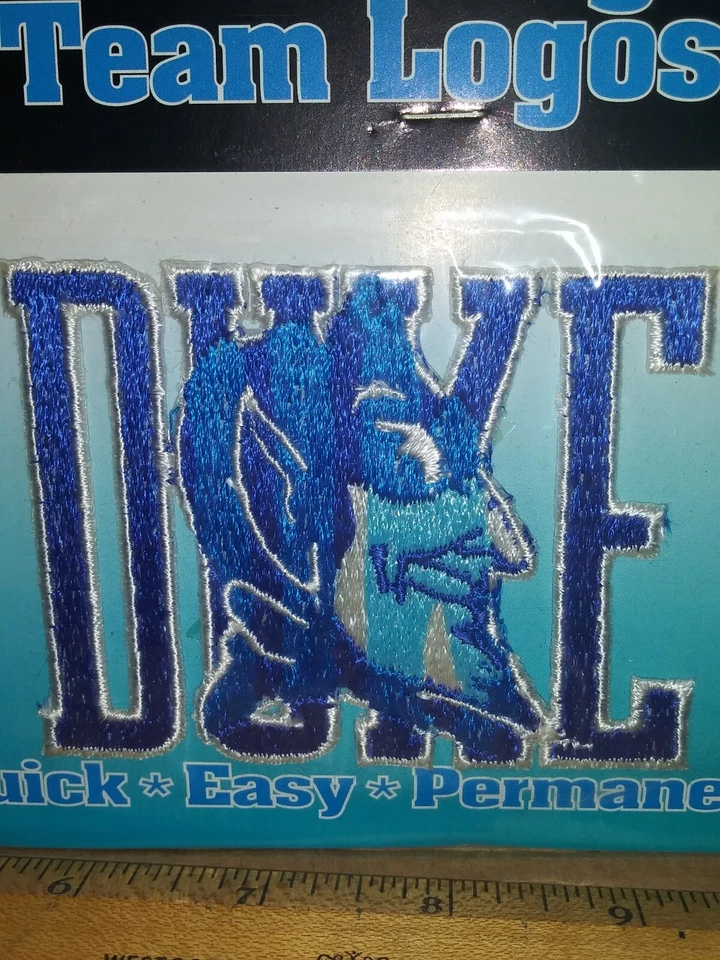 Team Logos
DUKE
uick * Easy * Permane
6 7 8 9